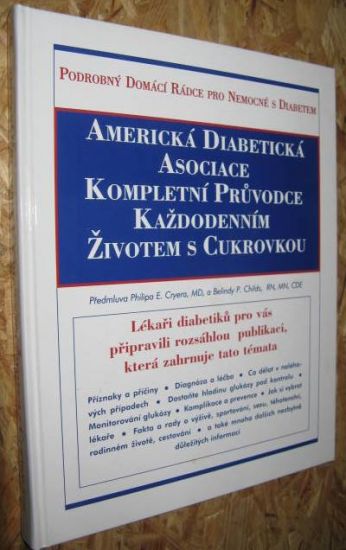 Podrobný Domácí Rádce pro Nemocné s Diabetem
Americká Diabetická
Asociace
Kompletní Průvodce
Každodenním
Životem s Cukrovkou
Předmluva Philipa E. Cryera, MD, a Belindy P. Childs, RN, MN, CDE
Lékaři diabetiků pro vás
připravili rozsáhlou publikaci,
která zahrnuje tato témata
Příznaky a příčiny • Diagnóza a léčba • Co dělat v naléha-
vých případech • Dostaňte hladinu glukózy pod kontrolu •
Monitorování glukózy • Komplikace a prevence • Jak si vybrat
lékaře • Fakta a rady o výživě, sportování, sexu, těhotenství,
rodinném životě, cestování • a také mnoho dalších nezbytně
důležitých informací